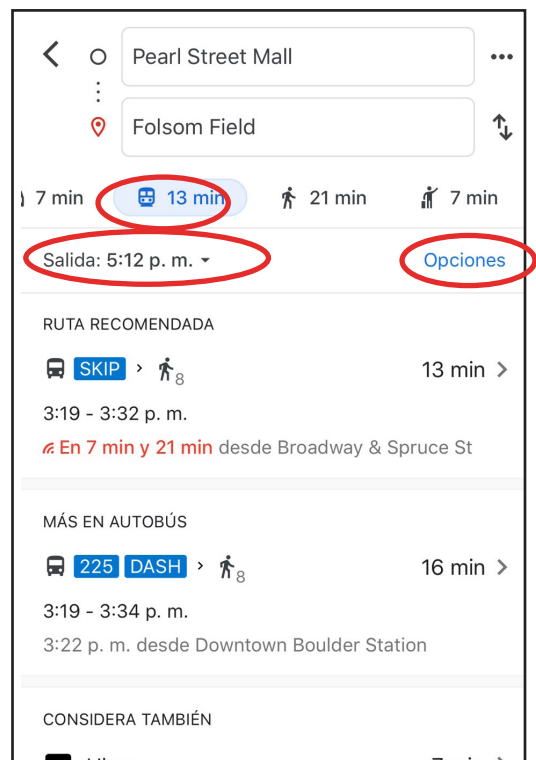 Pearl Street Mall
Folsom Field
7 min 13 min 21 min 7 min
Salida: 5:12 p. m. Opciones
RUTA RECOMENDADA
SKIP 8 13 min
3:19 - 3:32 p. m.
En 7 min y 21 min desde Broadway & Spruce St
MÁS EN AUTOBÚS
225 DASH 8 16 min
3:19 - 3:34 p. m.
3:22 p. m. desde Downtown Boulder Station
CONSIDERA TAMBIÉN